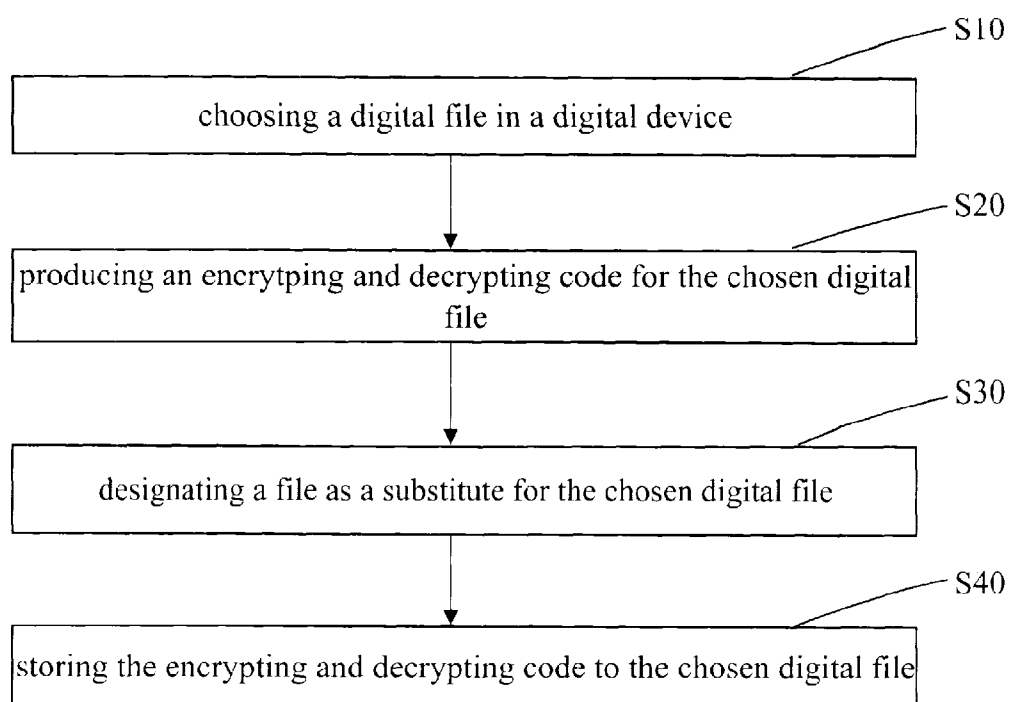 S10
choosing a digital file in a digital device
S20
producing an encrytping and decrypting code for the chosen digital
file
S30
designating a file as a substitute for the chosen digital file
S40
storing the encrypting and decrypting code to the chosen digital file